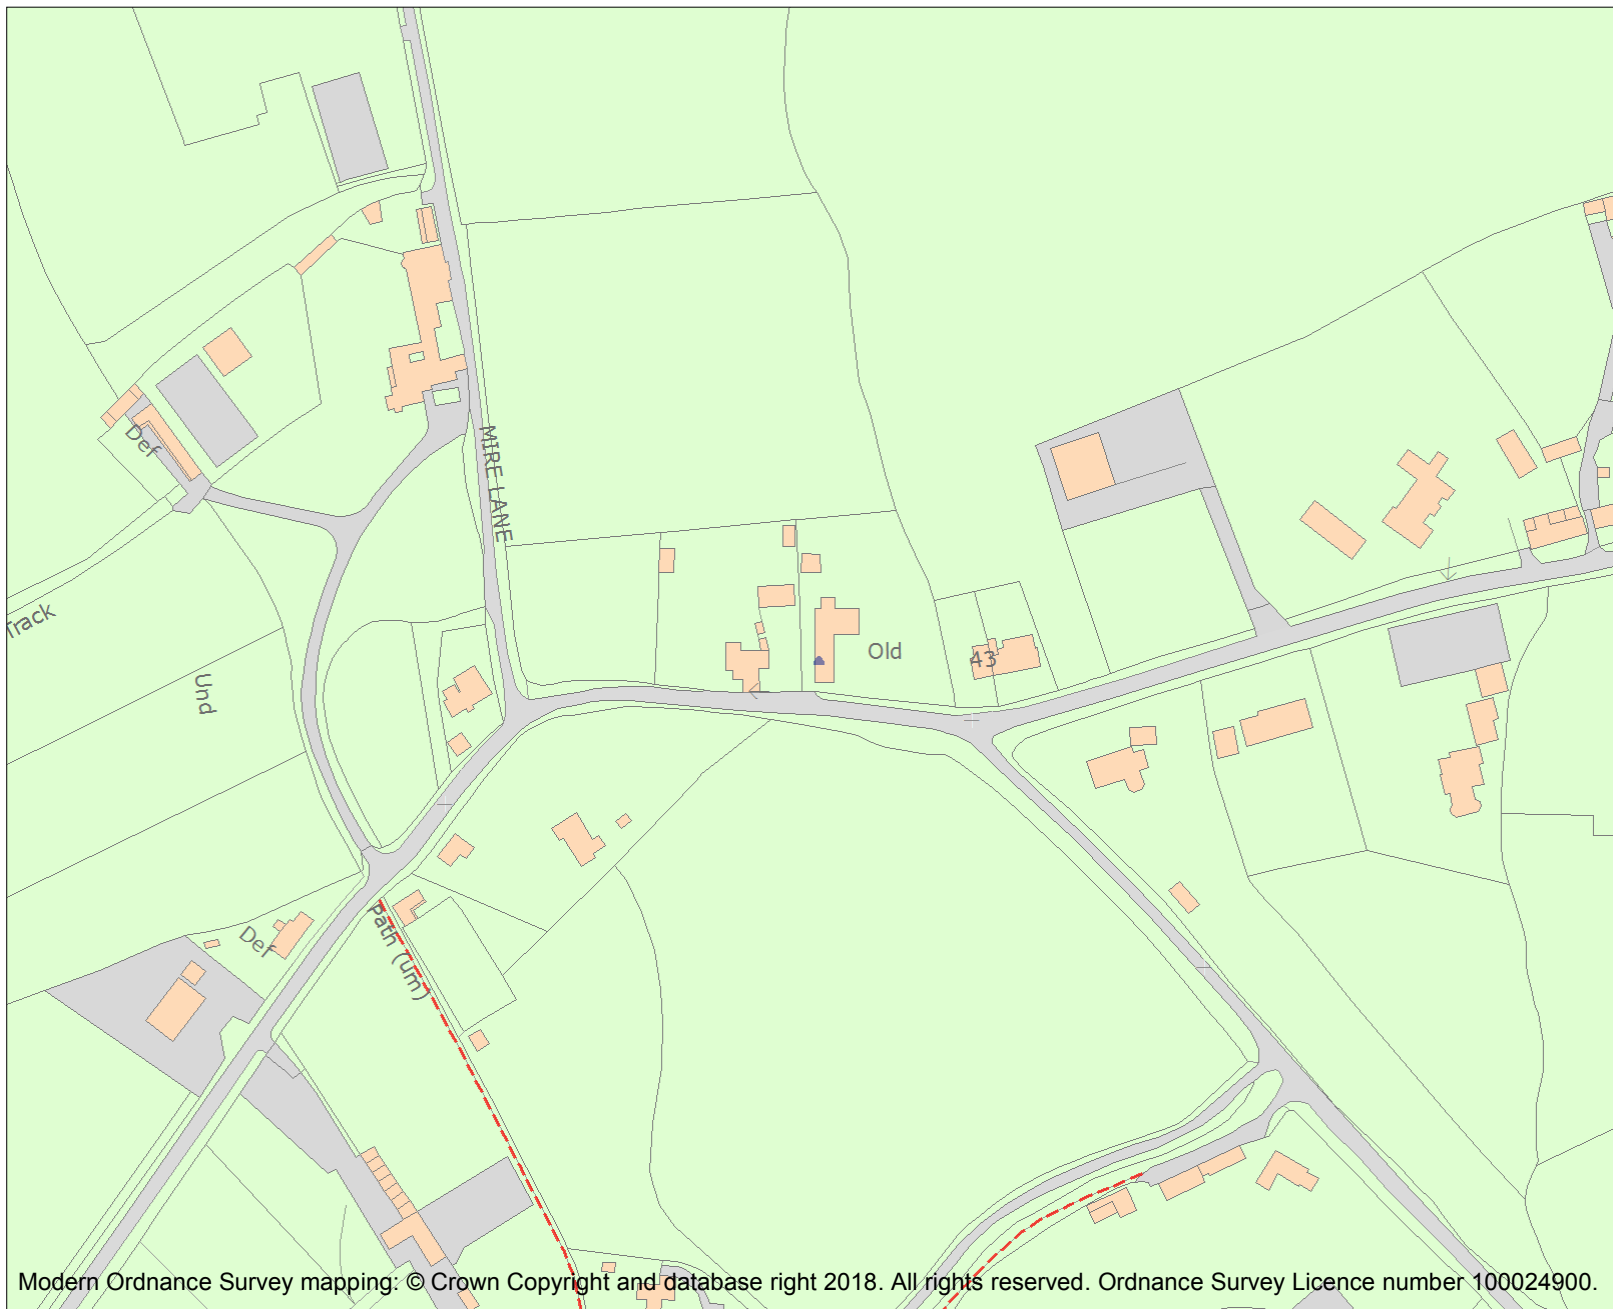 Def
MIRE LANE
Track
Und
Old
43
Path (um)
Def
Modern Ordnance Survey mapping: © Crown Copyright and database right 2018. All rights reserved. Ordnance Survey Licence number 100024900.